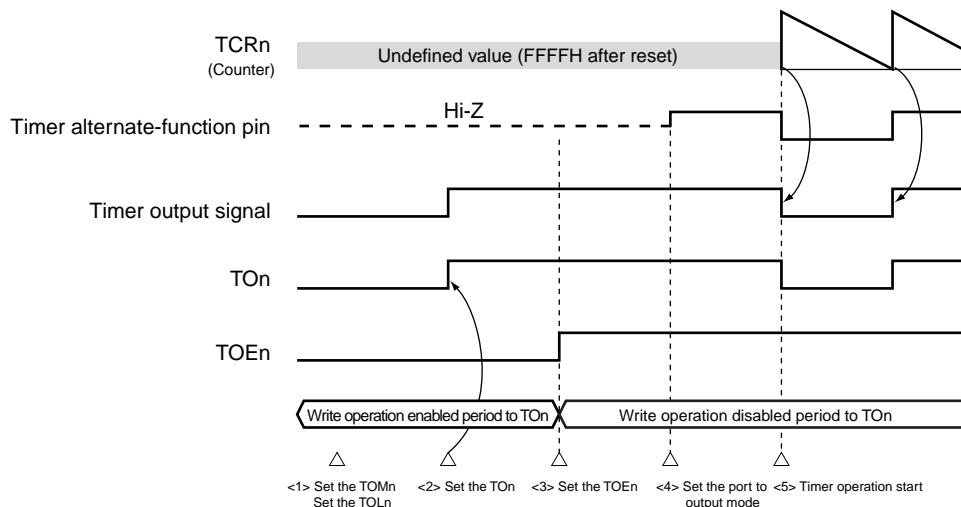 TCRn
(Counter)
Undefined value (FFFFH after reset)
Hi-Z
Timer alternate-function pin
Timer output signal
TOn
TOEn
Write operation enabled period to TOn
Write operation disabled period to TOn
<1> Set the TOMn
Set the TOLn
<2> Set the TOn
<3> Set the TOEn
<4> Set the port to
output mode
<5> Timer operation start